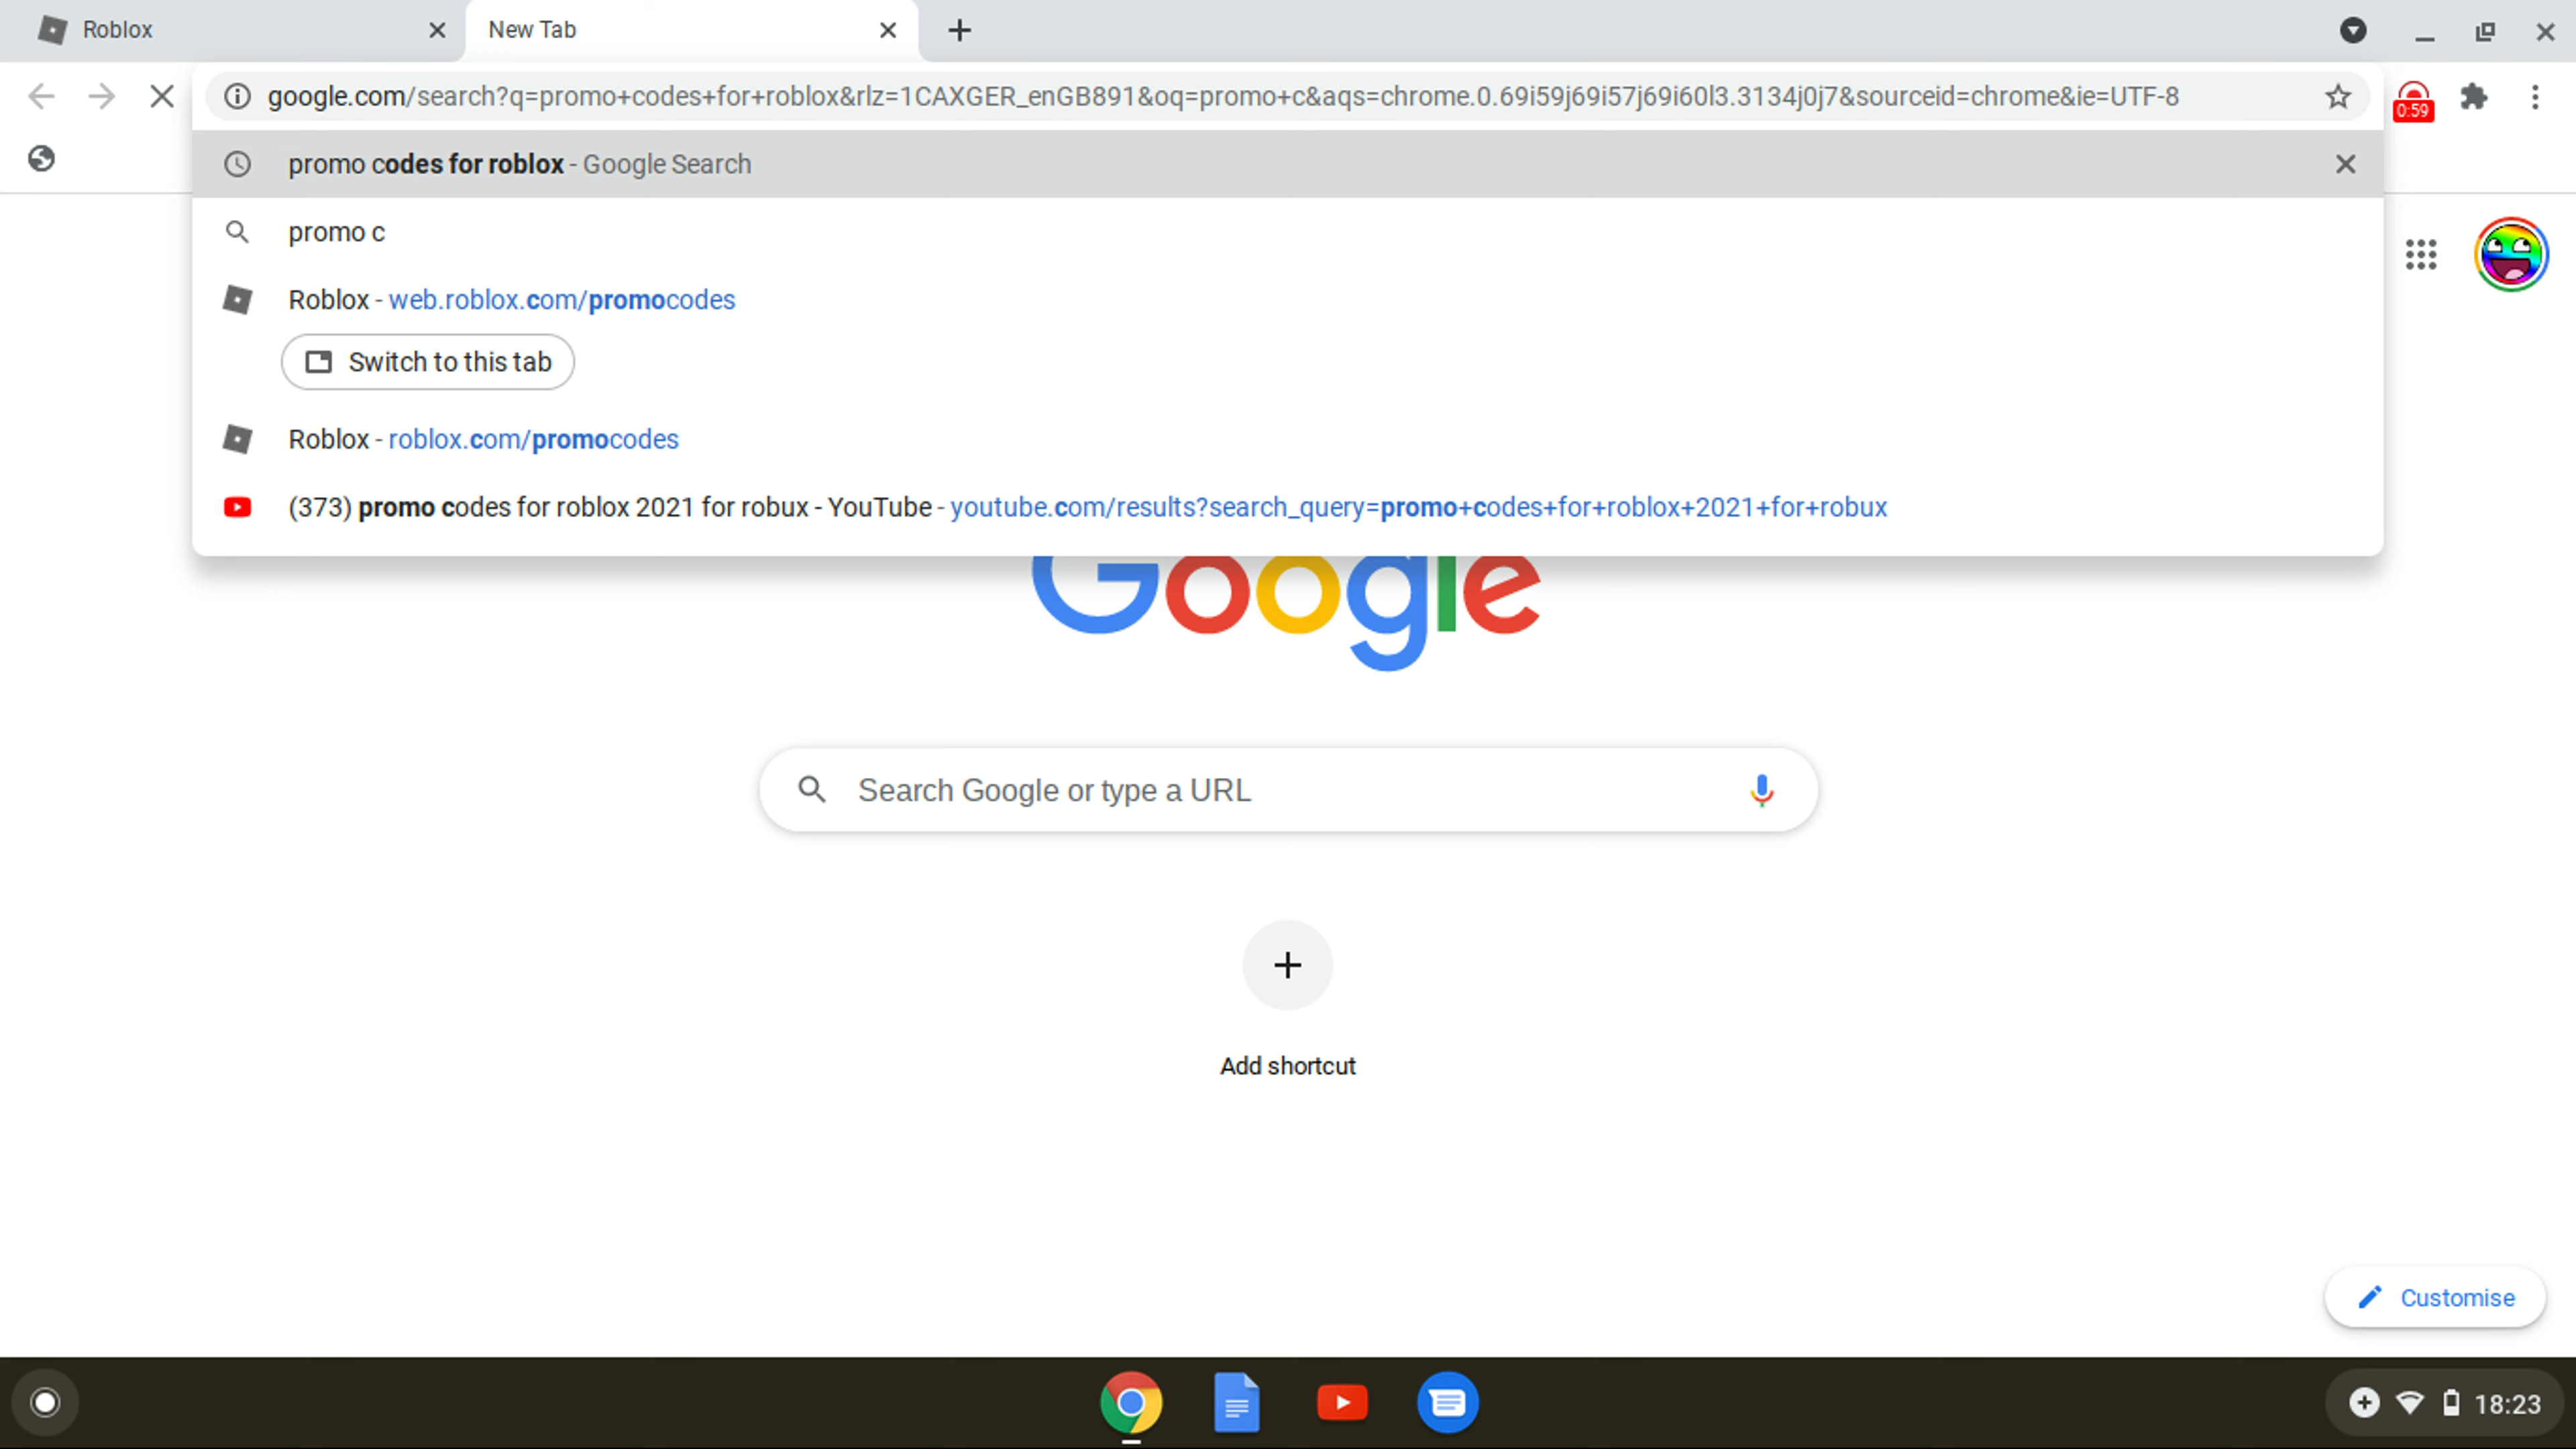 Roblox
New Tab
google.com/search?q=promo+codes+for+roblox&rlz=1CAXGER_enGB891&oq=promo+c&aqs=chrome.0.69i59j69i57j69i60l3.3134j0j7&sourceid=chrome&ie=UTF-8
0:59
promo codes for roblox - Google Search
promo c
Roblox - web.roblox.com/promocodes
Switch to this tab
Roblox - roblox.com/promocodes
(373) promo codes for roblox 2021 for robux - YouTube - youtube.com/results?search_query=promo+codes+for+roblox+2021+for+robux
Google
Search Google or type a URL
Add shortcut
Customise
18:23